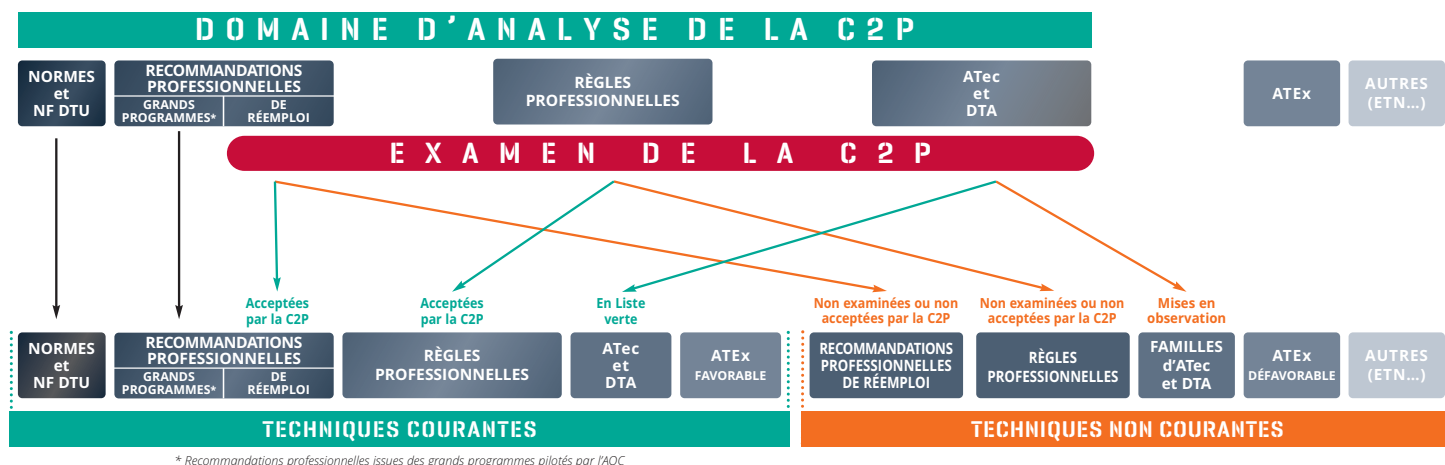 DOMAINE D'ANALYSE DE LA C2P
NORMES
et
NF DTU
RECOMMANDATIONS
PROFESSIONNELLES
GRANDS
PROGRAMMES*
DE
RÉEMPLOI
RÈGLES
PROFESSIONNELLES
ATec
et
DTA
ATEx
AUTRES
(ETN...)
EXAMEN DE LA C2P
Acceptées
par la C2P
Acceptées
par la C2P
En Liste
verte
Non examinées ou non
acceptées par la C2P
Non examinées ou non
acceptées par la C2P
Mises en
observation
NORMES
et
NF DTU
RECOMMANDATIONS
PROFESSIONNELLES
GRANDS
PROGRAMMES*
DE
RÉEMPLOI
RÈGLES
PROFESSIONNELLES
ATec
et
DTA
ATEx
FAVORABLE
RECOMMANDATIONS
PROFESSIONNELLES
DE RÉEMPLOI
RÈGLES
PROFESSIONNELLES
FAMILLES
d'ATec
et DTA
ATEx
DÉFAVORABLE
AUTRES
(ETN...)
TECHNIQUES COURANTES
TECHNIQUES NON COURANTES
* Recommandations professionnelles issues des grands programmes pilotés par l'AQC